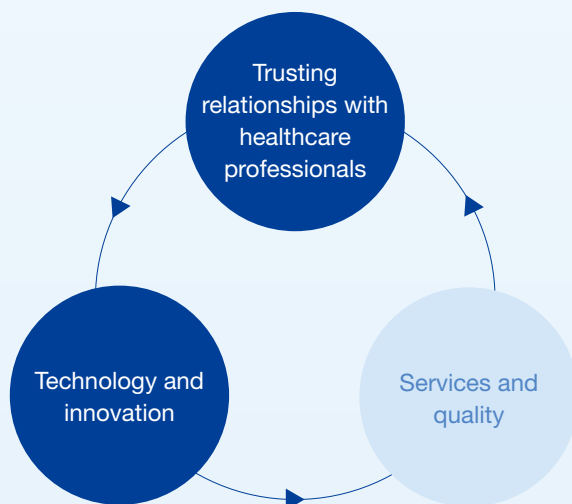 Trusting
relationships with
healthcare
professionals
Technology and
innovation
Services and
quality